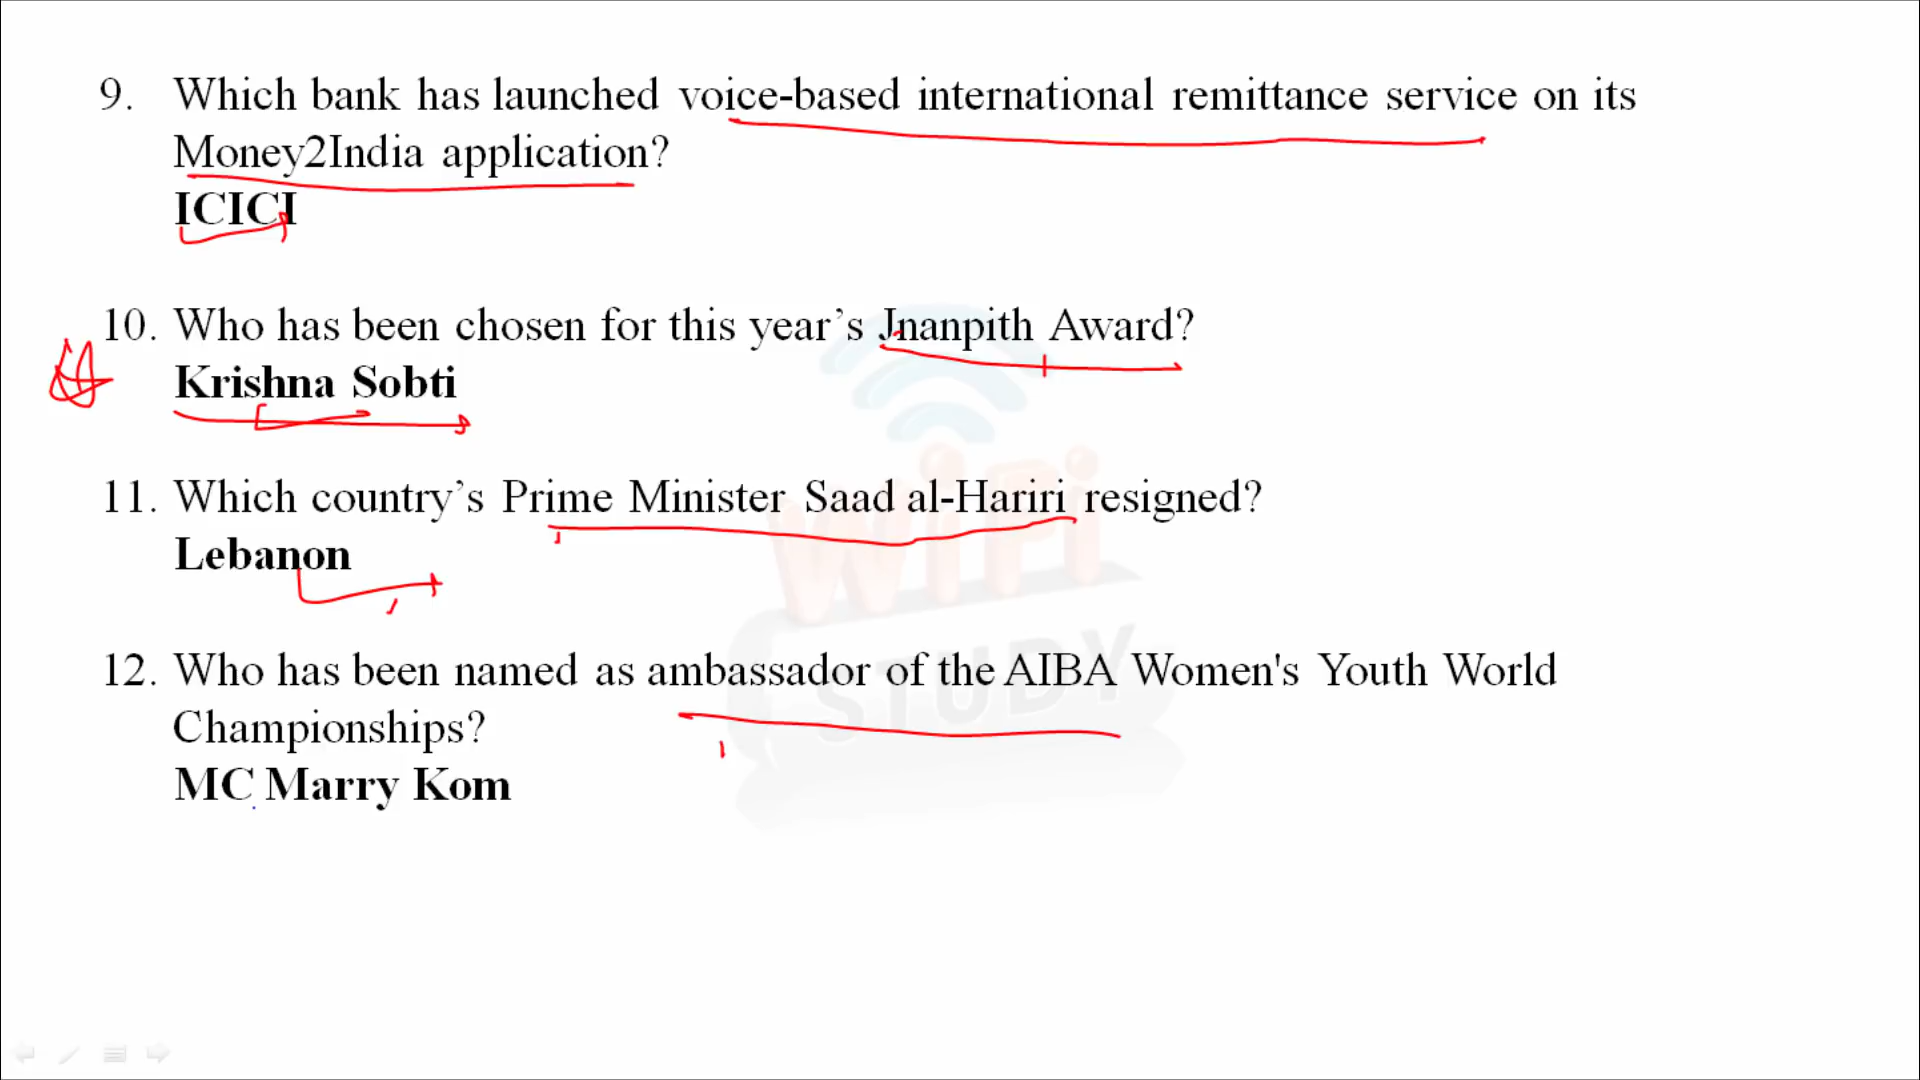 9. Which bank has launched voice-based international remittance service on its
Money2India application?
ICICI
10. Who has been chosen for this year’s Jnanpith Award?
Krishna Sobti
11. Which country’s Prime Minister Saad al-Hariri resigned?
Lebanon
12. Who has been named as ambassador of the AIBA Women's Youth World
Championships?
MC Marry Kom
WiFi
STUDY